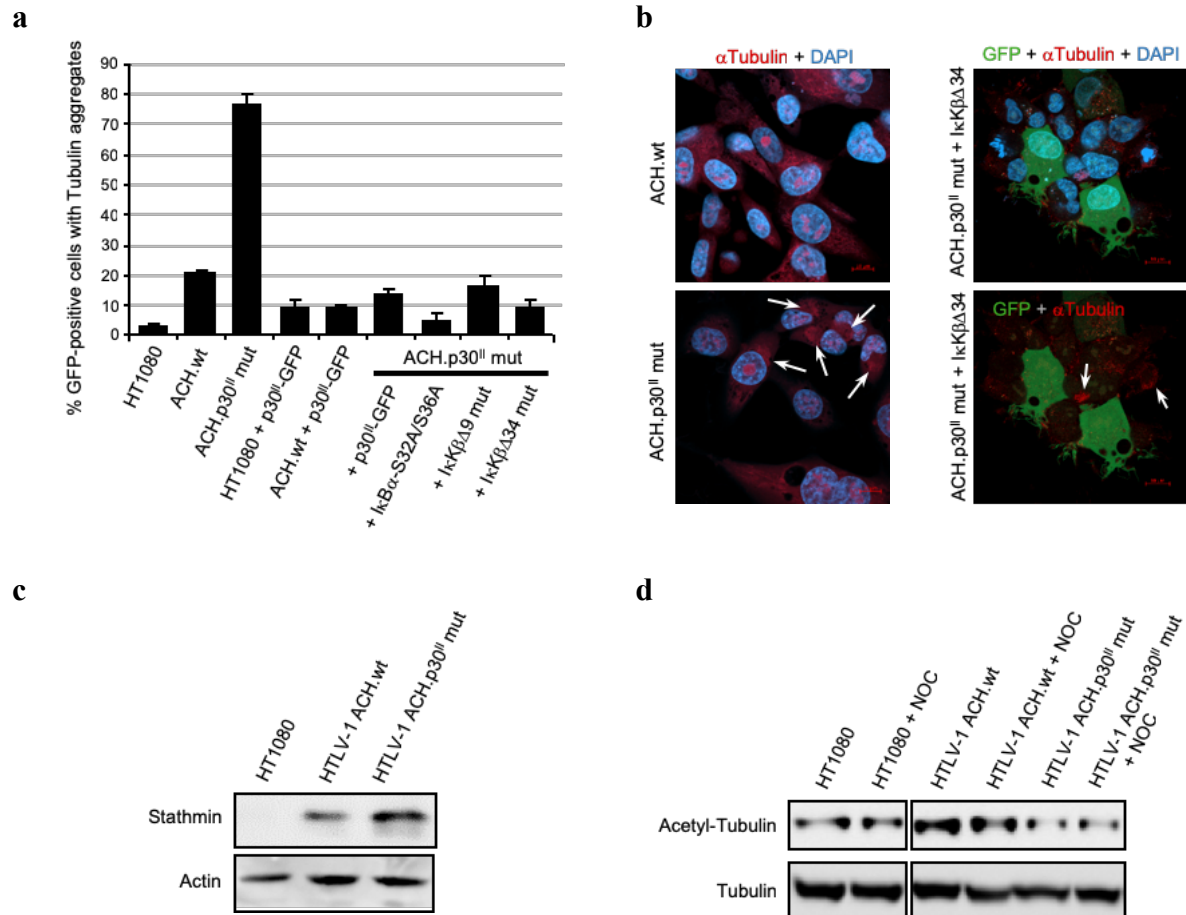 a
% GFP-positive cells with Tubulin aggregates
90
80
70
60
50
40
30
20
10
0
HT1080
ACH.wt
ACH.p30ᴵᴵ mut
HT1080 + p30ᴵᴵ-GFP
ACH.wt + p30ᴵᴵ-GFP
+ p30ᴵᴵ-GFP
+ IκBα-S32A/S36A
+ IκKβΔ9 mut
+ IκKβΔ34 mut
ACH.p30ᴵᴵ mut
b
αTubulin + DAPI
ACH.wt
ACH.p30ᴵᴵ mut
GFP + αTubulin + DAPI
ACH.p30ᴵᴵ mut + IκKβΔ34
GFP + αTubulin
ACH.p30ᴵᴵ mut + IκKβΔ34
c
HT1080
HTLV-1 ACH.wt
HTLV-1 ACH.p30ᴵᴵ mut
Stathmin
Actin
d
HT1080
HT1080 + NOC
HTLV-1 ACH.wt
HTLV-1 ACH.wt + NOC
HTLV-1 ACH.p30ᴵᴵ mut
HTLV-1 ACH.p30ᴵᴵ mut
+ NOC
Acetyl-Tubulin
Tubulin